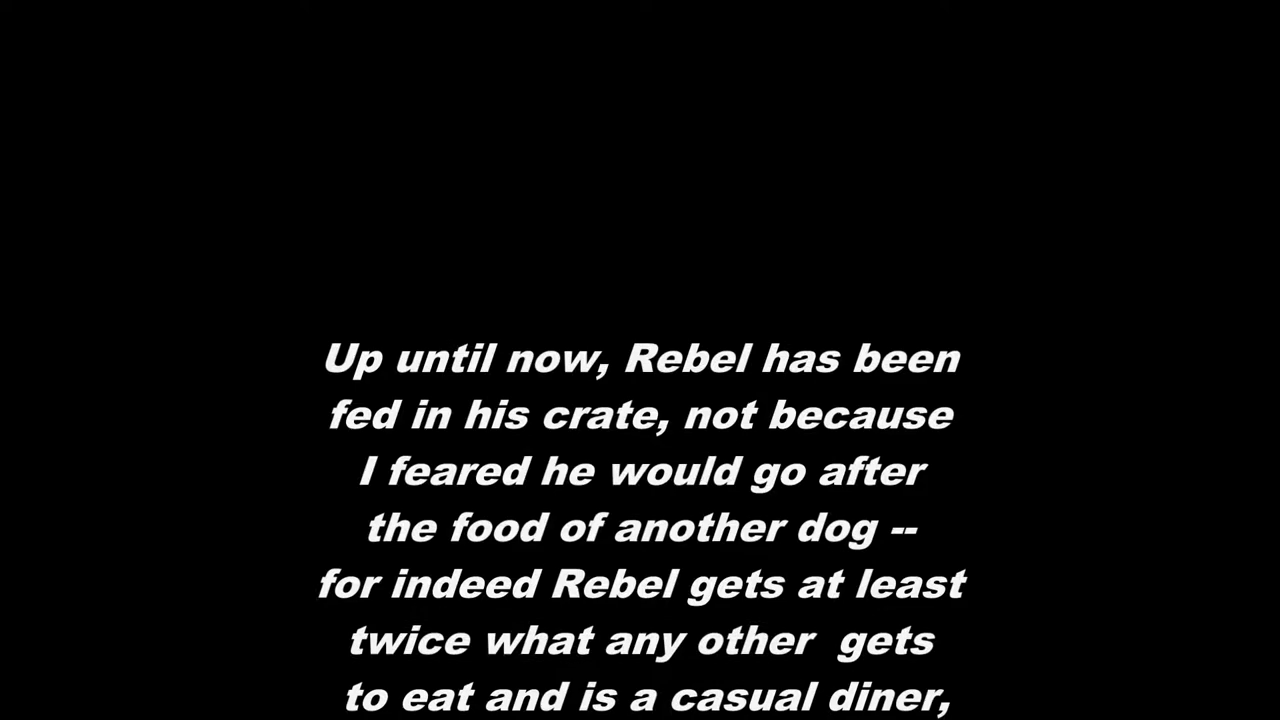 Up until now, Rebel has been
fed in his crate, not because
I feared he would go after
the food of another dog --
for indeed Rebel gets at least
twice what any other  gets
to eat and is a casual diner,